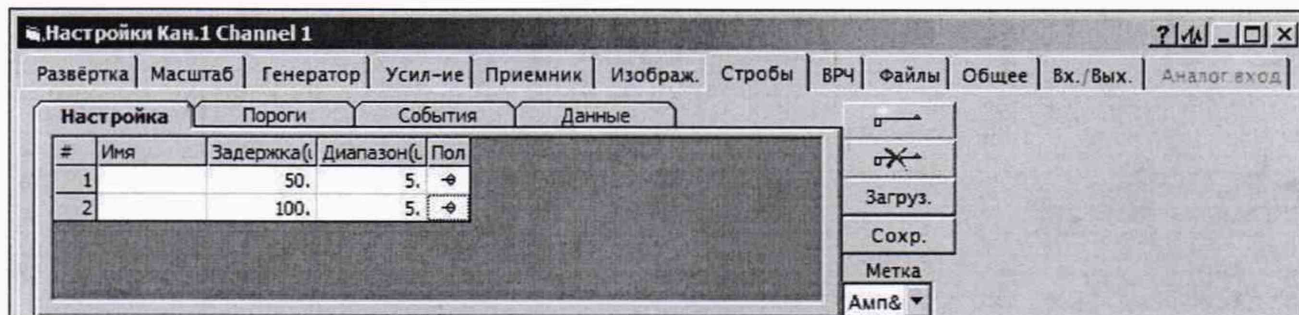 Настройки Кан.1 Channel 1
Развёртка Масштаб Генератор Усил-ие Приемник Изображ. Стробы ВРЧ Файлы Общее Вх./Вых. Аналог вход
Настройка Пороги События Данные
# Имя Задержка( Диапазон( Пол
1 50. 5.
2 100. 5.
Загруз.
Сохр.
Метка
Амп&